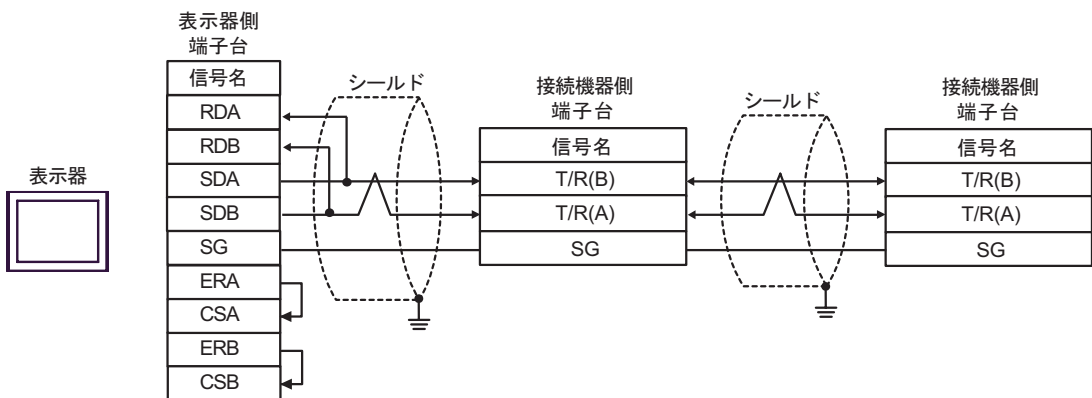 表示器
表示器側
端子台
信号名
RDA
RDB
SDA
SDB
SG
ERA
CSA
ERB
CSB
シールド
接続機器側
端子台
信号名
T/R(B)
T/R(A)
SG
シールド
接続機器側
端子台
信号名
T/R(B)
T/R(A)
SG